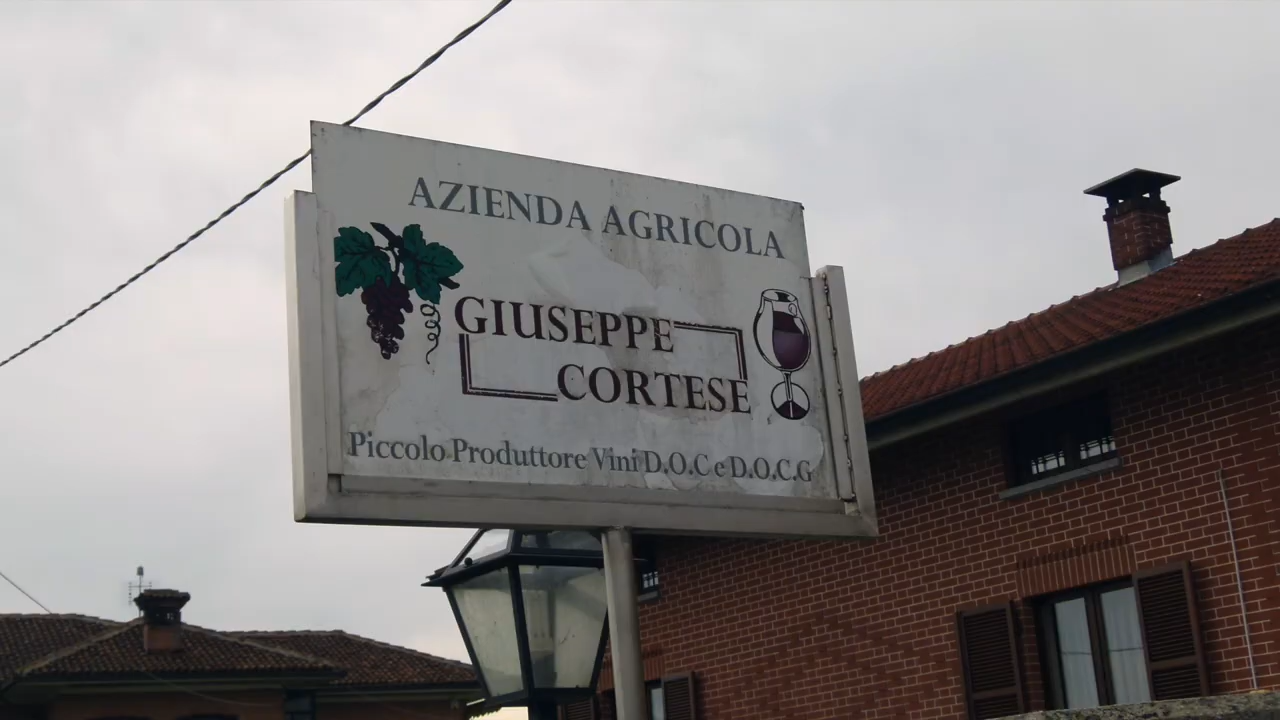 AZIENDA AGRICOLA
GIUSEPPE
CORTESE
Piccolo Produttore Vini D.O.C e D.O.C.G